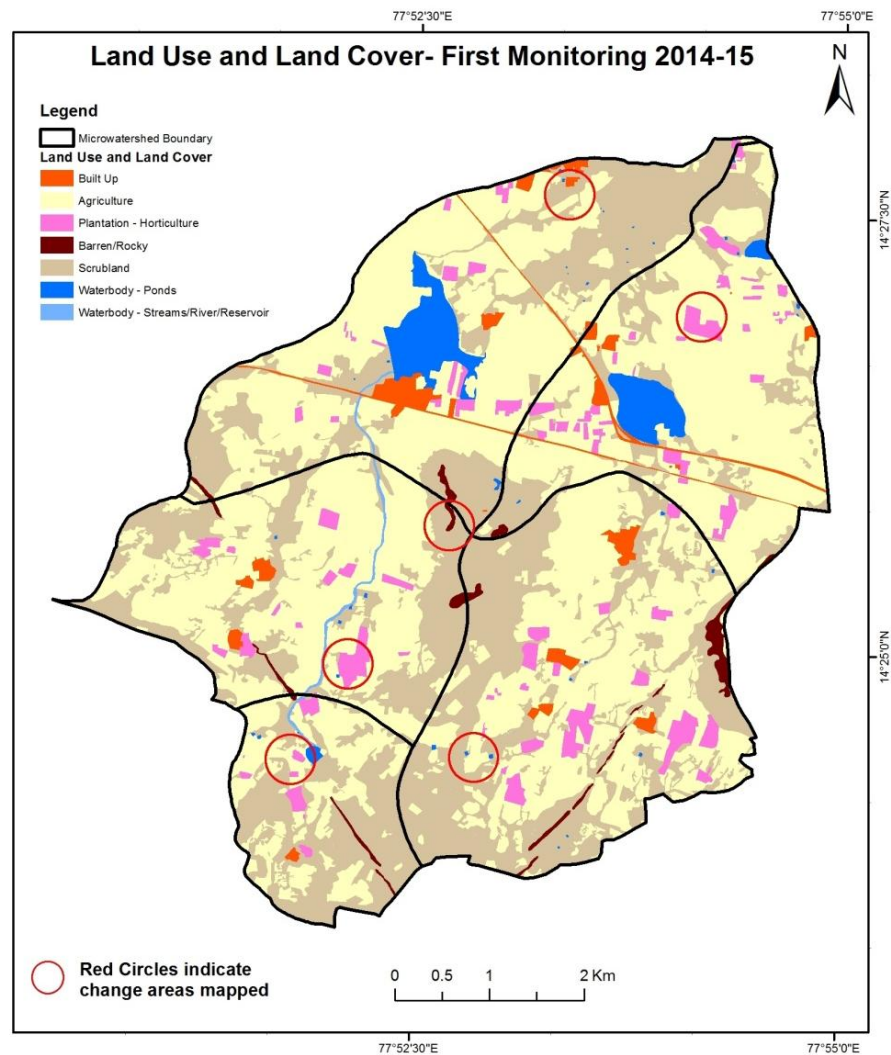 77°52'30"E
77°55'0"E
Land Use and Land Cover- First Monitoring 2014-15
N
Legend
Microwatershed Boundary
Land Use and Land Cover
Built Up
Agriculture
Plantation - Horticulture
Barren/Rocky
Scrubland
Waterbody - Ponds
Waterbody - Streams/River/Reservoir
14°27'30"N
14°25'0"N
Red Circles indicate
change areas mapped
0 0.5 1 2 Km
77°52'30"E
77°55'0"E